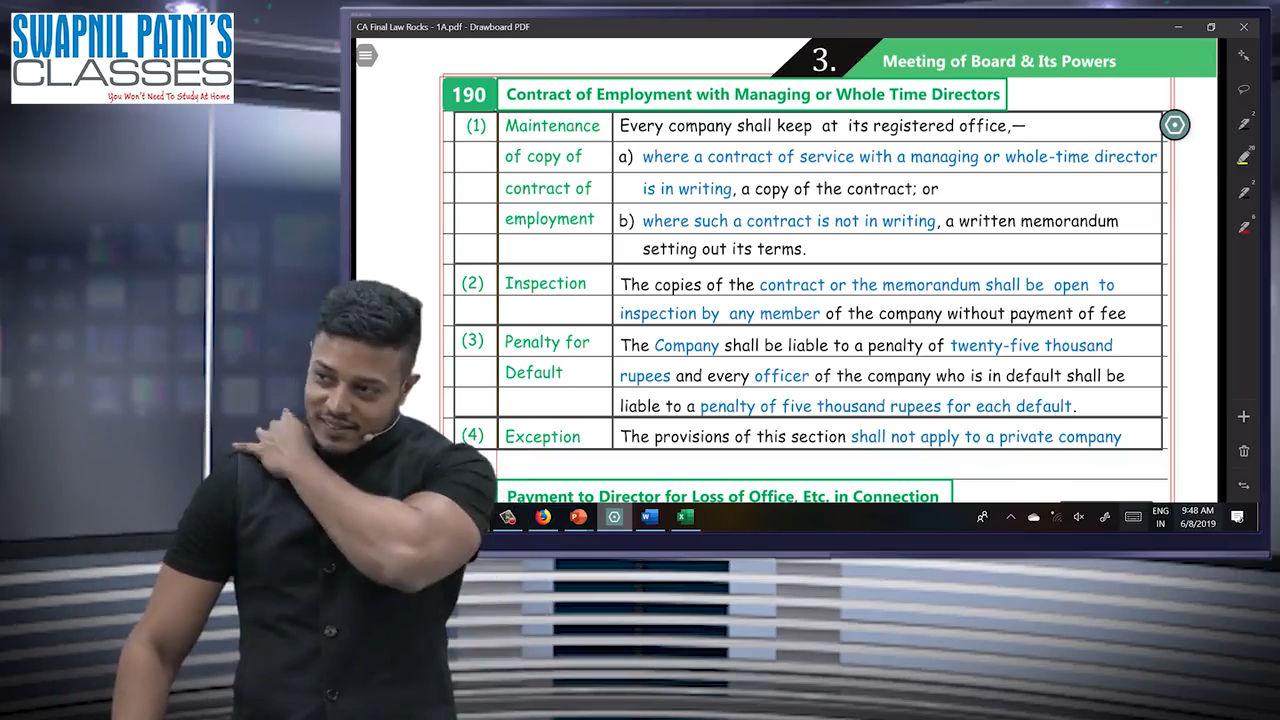 SWAPNIL PATNI'S
CLASSES
You Won't Need To Study At Home
CA Final Law Rocks - 1A.pdf - Drawboard PDF
3. Meeting of Board & Its Powers
190 Contract of Employment with Managing or Whole Time Directors
(1) Maintenance Every company shall keep at its registered office,—
of copy of a) where a contract of service with a managing or whole-time director
contract of is in writing, a copy of the contract; or
employment b) where such a contract is not in writing, a written memorandum
setting out its terms.
(2) Inspection The copies of the contract or the memorandum shall be open to
inspection by any member of the company without payment of fee
(3) Penalty for The Company shall be liable to a penalty of twenty-five thousand
Default rupees and every officer of the company who is in default shall be
liable to a penalty of five thousand rupees for each default.
(4) Exception The provisions of this section shall not apply to a private company
Payment to Director for Loss of Office, Etc. in Connection
ENG 9:48 AM
IN 6/8/2019